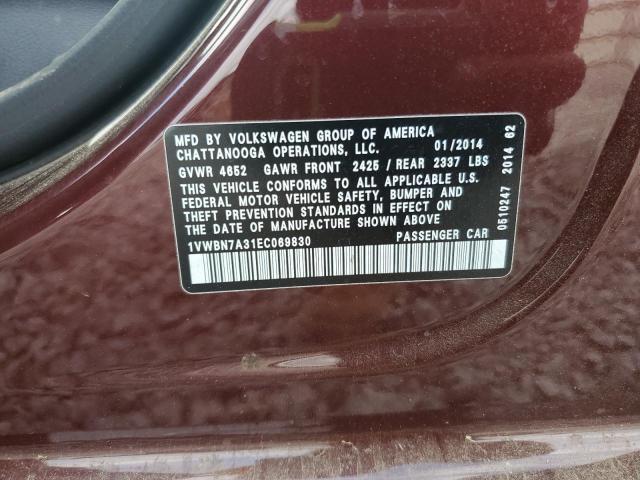 MFD BY VOLKSWAGEN GROUP OF AMERICA
CHATTANOOGA OPERATIONS, LLC. 01/2014
GVWR 4652 GAWR FRONT 2425 / REAR 2337 LBS
THIS VEHICLE CONFORMS TO ALL APPLICABLE U.S.
FEDERAL MOTOR VEHICLE SAFETY, BUMPER AND
THEFT PREVENTION STANDARDS IN EFFECT ON
THE DATE OF MANUFACTURE SHOWN ABOVE
1VWBN7A31EC069830 PASSENGER CAR
0510247 2014 62